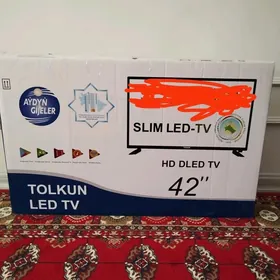 AYDYN
GIJELER
SLIM LED-TV
HD DLED TV
42"
TOLKUN
LED TV